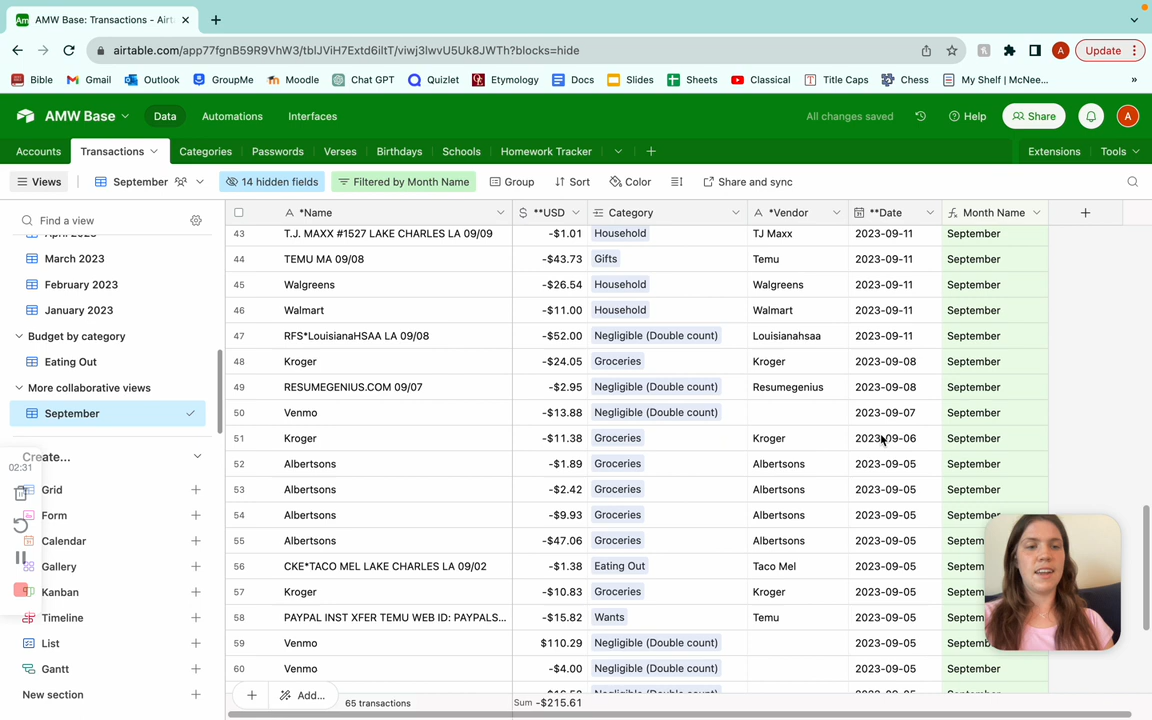 AMW Base: Transactions - Airt
airtable.com/app77fgnB59R9VhW3/tblJViH7Extd6iItT/viwj3lwvU5Uk8JWTh?blocks=hide
A
Update
Bible
Gmail
Outlook
GroupMe
Moodle
Chat GPT
Quizlet
Etymology
Docs
Slides
Sheets
Classical
Title Caps
Chess
My Shelf | McNee...
»
AMW Base
Data
Automations
Interfaces
All changes saved
Help
Share
A
Accounts
Transactions
Categories
Passwords
Verses
Birthdays
Schools
Homework Tracker
Extensions
Tools
Views
September
14 hidden fields
Filtered by Month Name
Group
Sort
Color
Share and sync
Find a view
March 2023
February 2023
January 2023
Budget by category
Eating Out
More collaborative views
September
Create...
02:31
Grid
Form
Calendar
Gallery
Kanban
Timeline
List
Gantt
New section
*Name **USD Category *Vendor **Date Month Name
43 T.J. MAXX #1527 LAKE CHARLES LA 09/09 -$1.01 Household TJ Maxx 2023-09-11 September
44 TEMU MA 09/08 -$43.73 Gifts Temu 2023-09-11 September
45 Walgreens -$26.54 Household Walgreens 2023-09-11 September
46 Walmart -$11.00 Household Walmart 2023-09-11 September
47 RFS*LouisianaHSAA LA 09/08 -$52.00 Negligible (Double count) Louisianahsaa 2023-09-11 September
48 Kroger -$24.05 Groceries Kroger 2023-09-08 September
49 RESUMEGENIUS.COM 09/07 -$2.95 Negligible (Double count) Resumegenius 2023-09-08 September
50 Venmo -$13.88 Negligible (Double count) 2023-09-07 September
51 Kroger -$11.38 Groceries Kroger 2023-09-06 September
52 Albertsons -$1.89 Groceries Albertsons 2023-09-05 September
53 Albertsons -$2.42 Groceries Albertsons 2023-09-05 September
54 Albertsons -$9.93 Groceries Albertsons 2023-09-05 September
55 Albertsons -$47.06 Groceries Albertsons 2023-09-05 Septem
56 CKE*TACO MEL LAKE CHARLES LA 09/02 -$1.38 Eating Out Taco Mel 2023-09-05 Septem
57 Kroger -$10.83 Groceries Kroger 2023-09-05 Septem
58 PAYPAL INST XFER TEMU WEB ID: PAYPALS... -$15.82 Wants Temu 2023-09-05 Septem
59 Venmo $110.29 Negligible (Double count) 2023-09-05 Septem
60 Venmo -$4.00 Negligible (Double count) 2023-09-05 September
Add...
65 transactions
Sum -$215.61